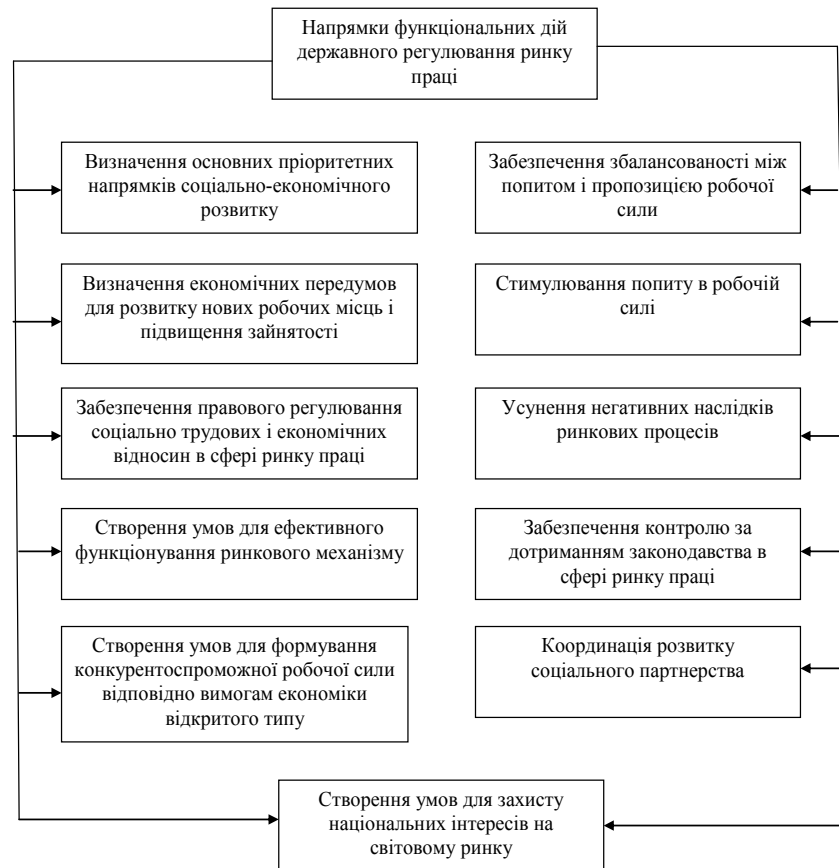 Напрямки функціональних дій
державного регулювання ринку
праці
Визначення основних пріоритетних
напрямків соціально-економічного
розвитку
Забезпечення збалансованості між
попитом і пропозицією робочої
сили
Визначення економічних передумов
для розвитку нових робочих місць і
підвищення зайнятості
Стимулювання попиту в робочій
силі
Забезпечення правового регулювання
соціально трудових і економічних
відносин в сфері ринку праці
Усунення негативних наслідків
ринкових процесів
Створення умов для ефективного
функціонування ринкового механізму
Забезпечення контролю за
дотриманням законодавства в
сфері ринку праці
Створення умов для формування
конкурентоспроможної робочої сили
відповідно вимогам економіки
відкритого типу
Координація розвитку
соціального партнерства
Створення умов для захисту
національних інтересів на
світовому ринку